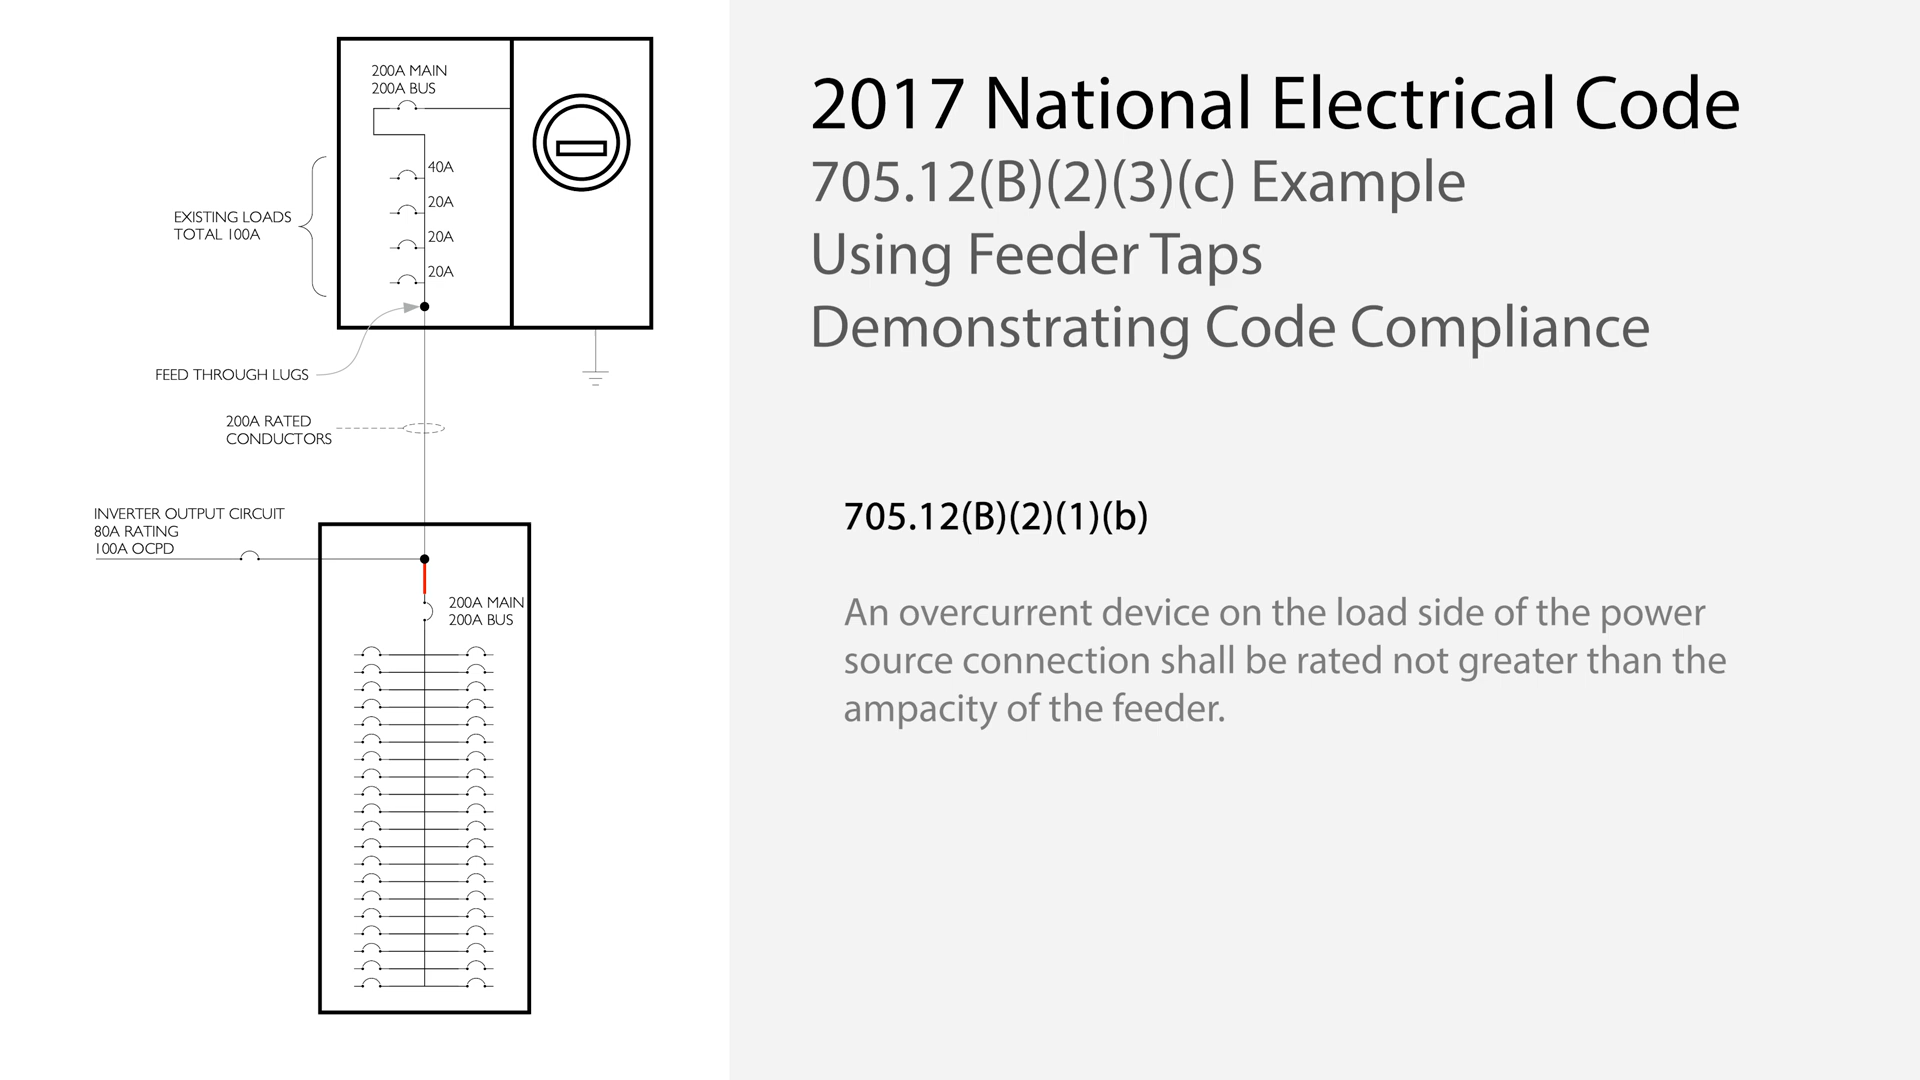 200A MAIN
200A BUS
40A
20A
20A
20A
EXISTING LOADS
TOTAL 100A
FEED THROUGH LUGS
200A RATED
CONDUCTORS
INVERTER OUTPUT CIRCUIT
80A RATING
100A OCPD
200A MAIN
200A BUS
2017 National Electrical Code
705.12(B)(2)(3)(c) Example
Using Feeder Taps
Demonstrating Code Compliance
705.12(B)(2)(1)(b)
An overcurrent device on the load side of the power
source connection shall be rated not greater than the
ampacity of the feeder.